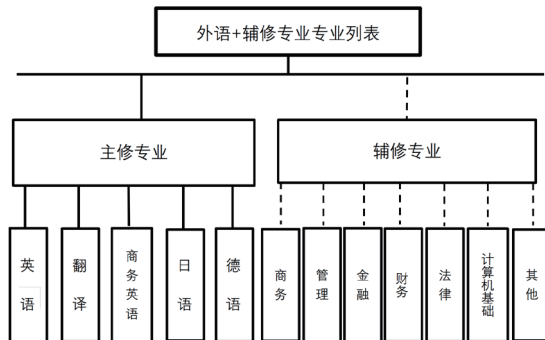 外语+辅修专业专业列表
主修专业
辅修专业
英语
翻译
商务英语
日语
德语
商务
管理
金融
财务
法律
计算机基础
其他